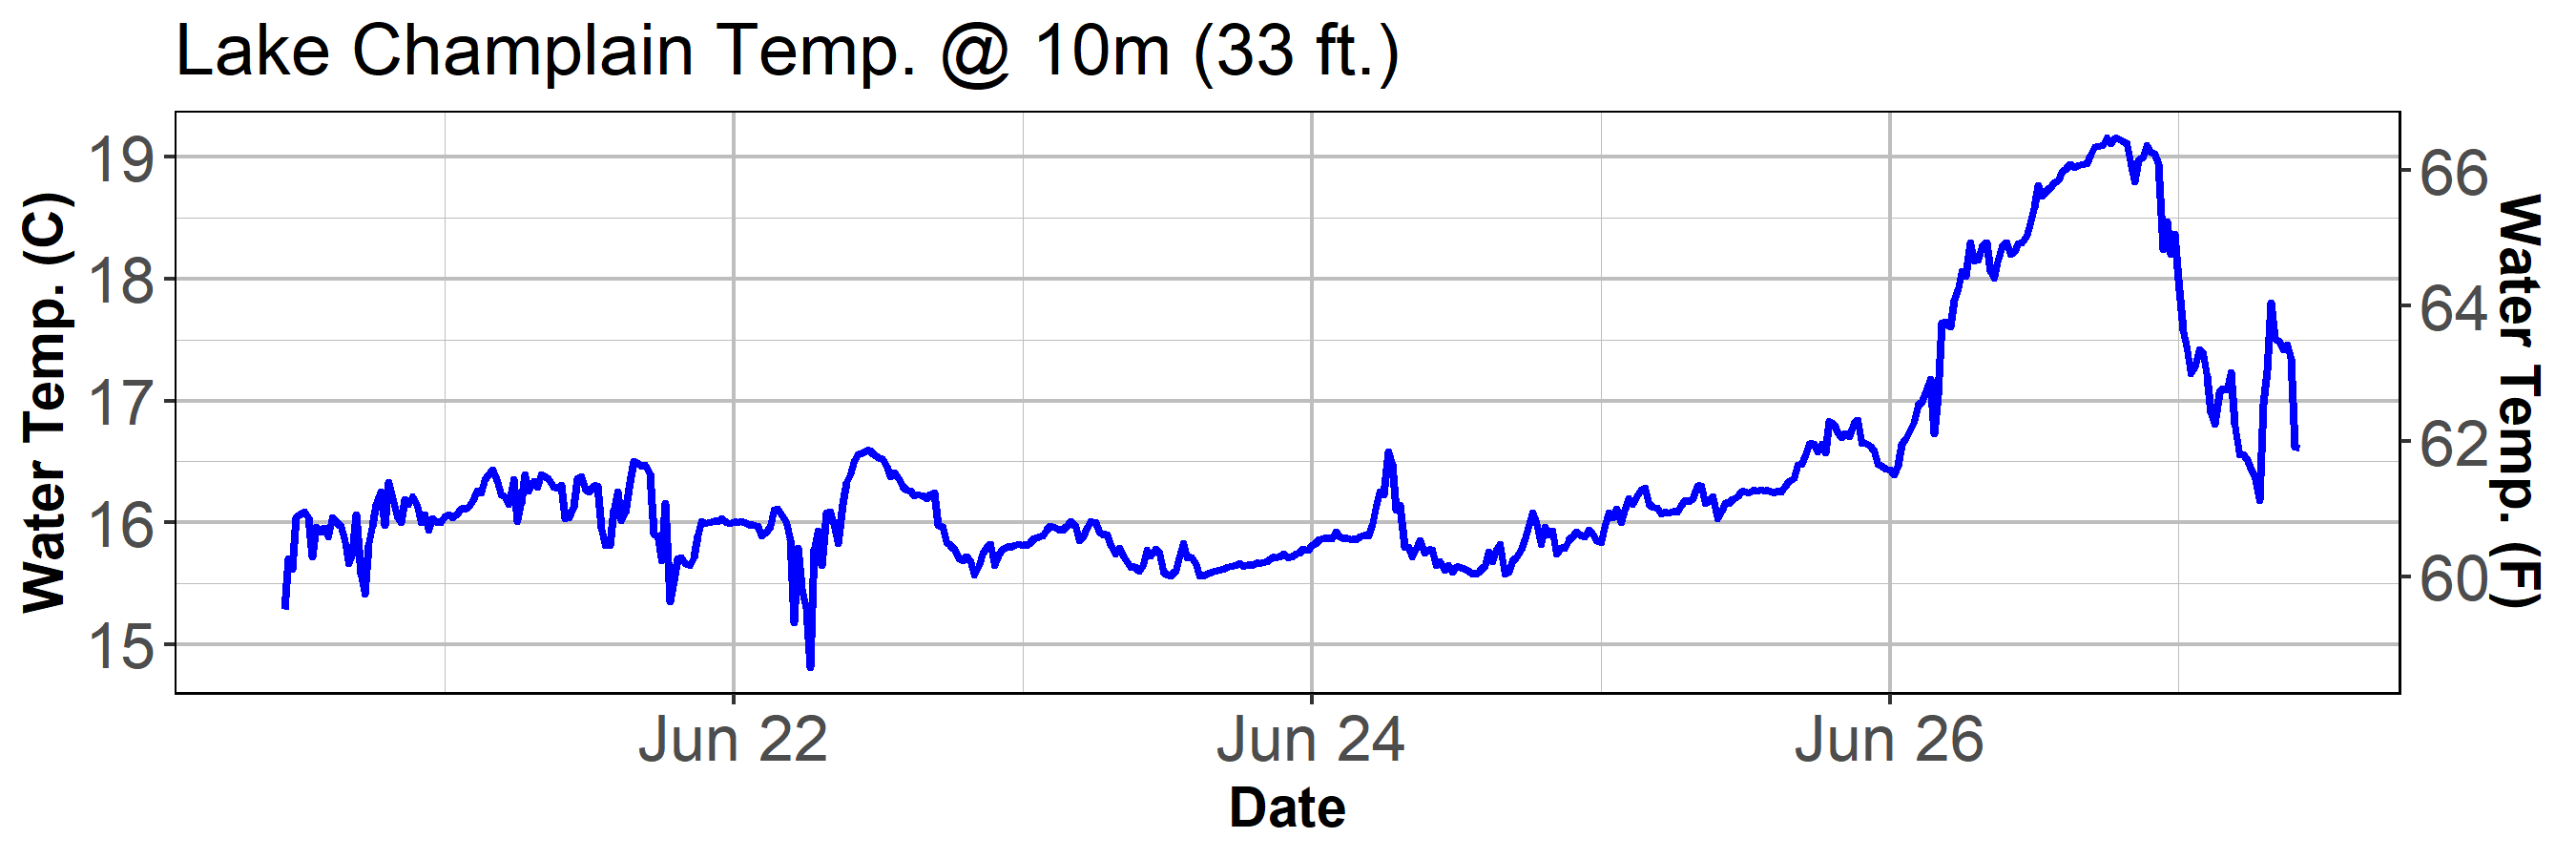 Lake Champlain Temp. @ 10m (33 ft.)
Water Temp. (C)
19
18
17
16
15
66
64
62
60
Water Temp. (F)
Jun 22
Jun 24
Jun 26
Date